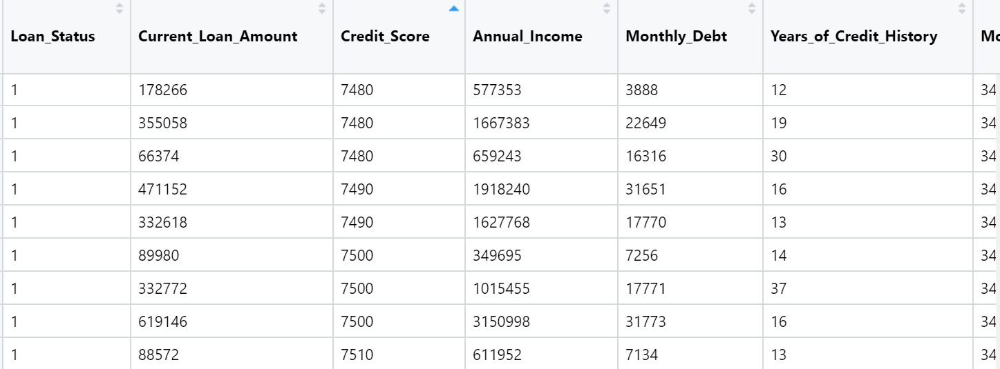 Loan_Status Current_Loan_Amount Credit_Score Annual_Income Monthly_Debt Years_of_Credit_History
1 178266 7480 577353 3888 12 34
1 355058 7480 1667383 22649 19 34
1 66374 7480 659243 16316 30 34
1 471152 7490 1918240 31651 16 34
1 332618 7490 1627768 17770 13 34
1 89980 7500 349695 7256 14 34
1 332772 7500 1015455 17771 37 34
1 619146 7500 3150998 31773 16 34
1 88572 7510 611952 7134 13 34